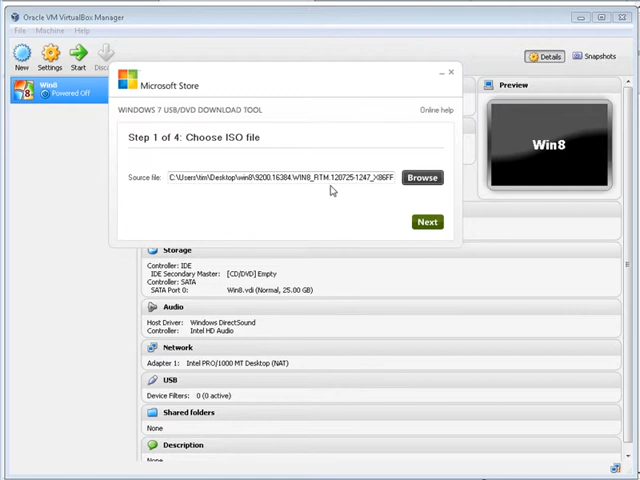 Oracle VM VirtualBox Manager
File Machine Help
New Settings Start
Details Snapshots
Win8
Powered Off
Preview
Win8
Microsoft Store
WINDOWS 7 USB/DVD DOWNLOAD TOOL
Online help
Step 1 of 4: Choose ISO file
Source file: C:\Users\tim\Desktop\win8\9200.16384.WIN8_RTM.120725-1247_X86FF
Browse
Next
Storage
Controller: IDE
IDE Secondary Master: [CD/DVD] Empty
Controller: SATA
SATA Port 0: Win8.vdi (Normal, 25.00 GB)
Audio
Host Driver: Windows DirectSound
Controller: Intel HD Audio
Network
Adapter 1: Intel PRO/1000 MT Desktop (NAT)
USB
Device Filters: 0 (0 active)
Shared folders
None
Description
None